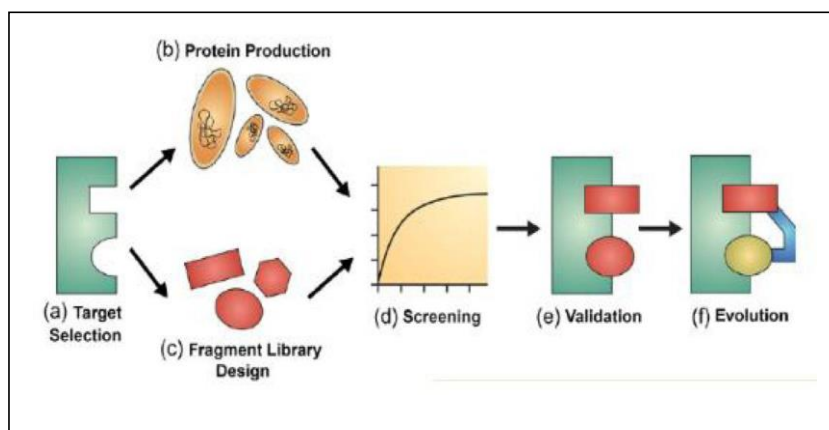 (b) Protein Production
(a) Target
Selection
(c) Fragment Library
Design
(d) Screening
(e) Validation
(f) Evolution